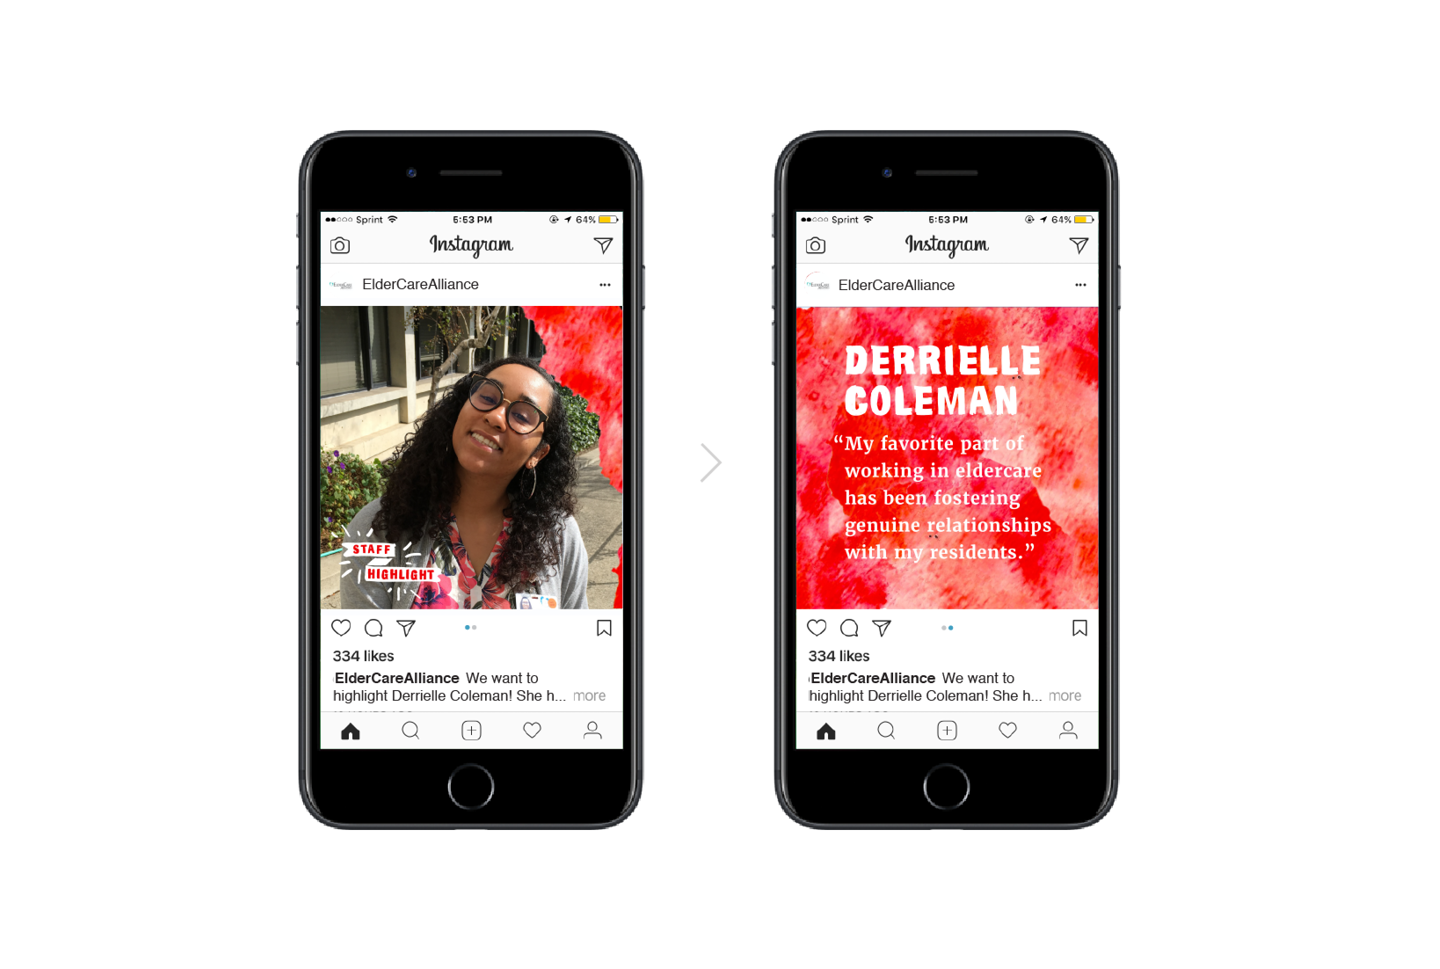 Sprint 5:53 PM 64%
Instagram
ElderCareAlliance
STAFF
HIGHLIGHT
334 likes
ElderCareAlliance We want to
highlight Derrielle Coleman! She h... more
Sprint 5:53 PM 64%
Instagram
ElderCareAlliance
DERRIELLE
COLEMAN
“My favorite part of
working in eldercare
has been fostering
genuine relationships
with my residents.”
334 likes
ElderCareAlliance We want to
highlight Derrielle Coleman! She h... more